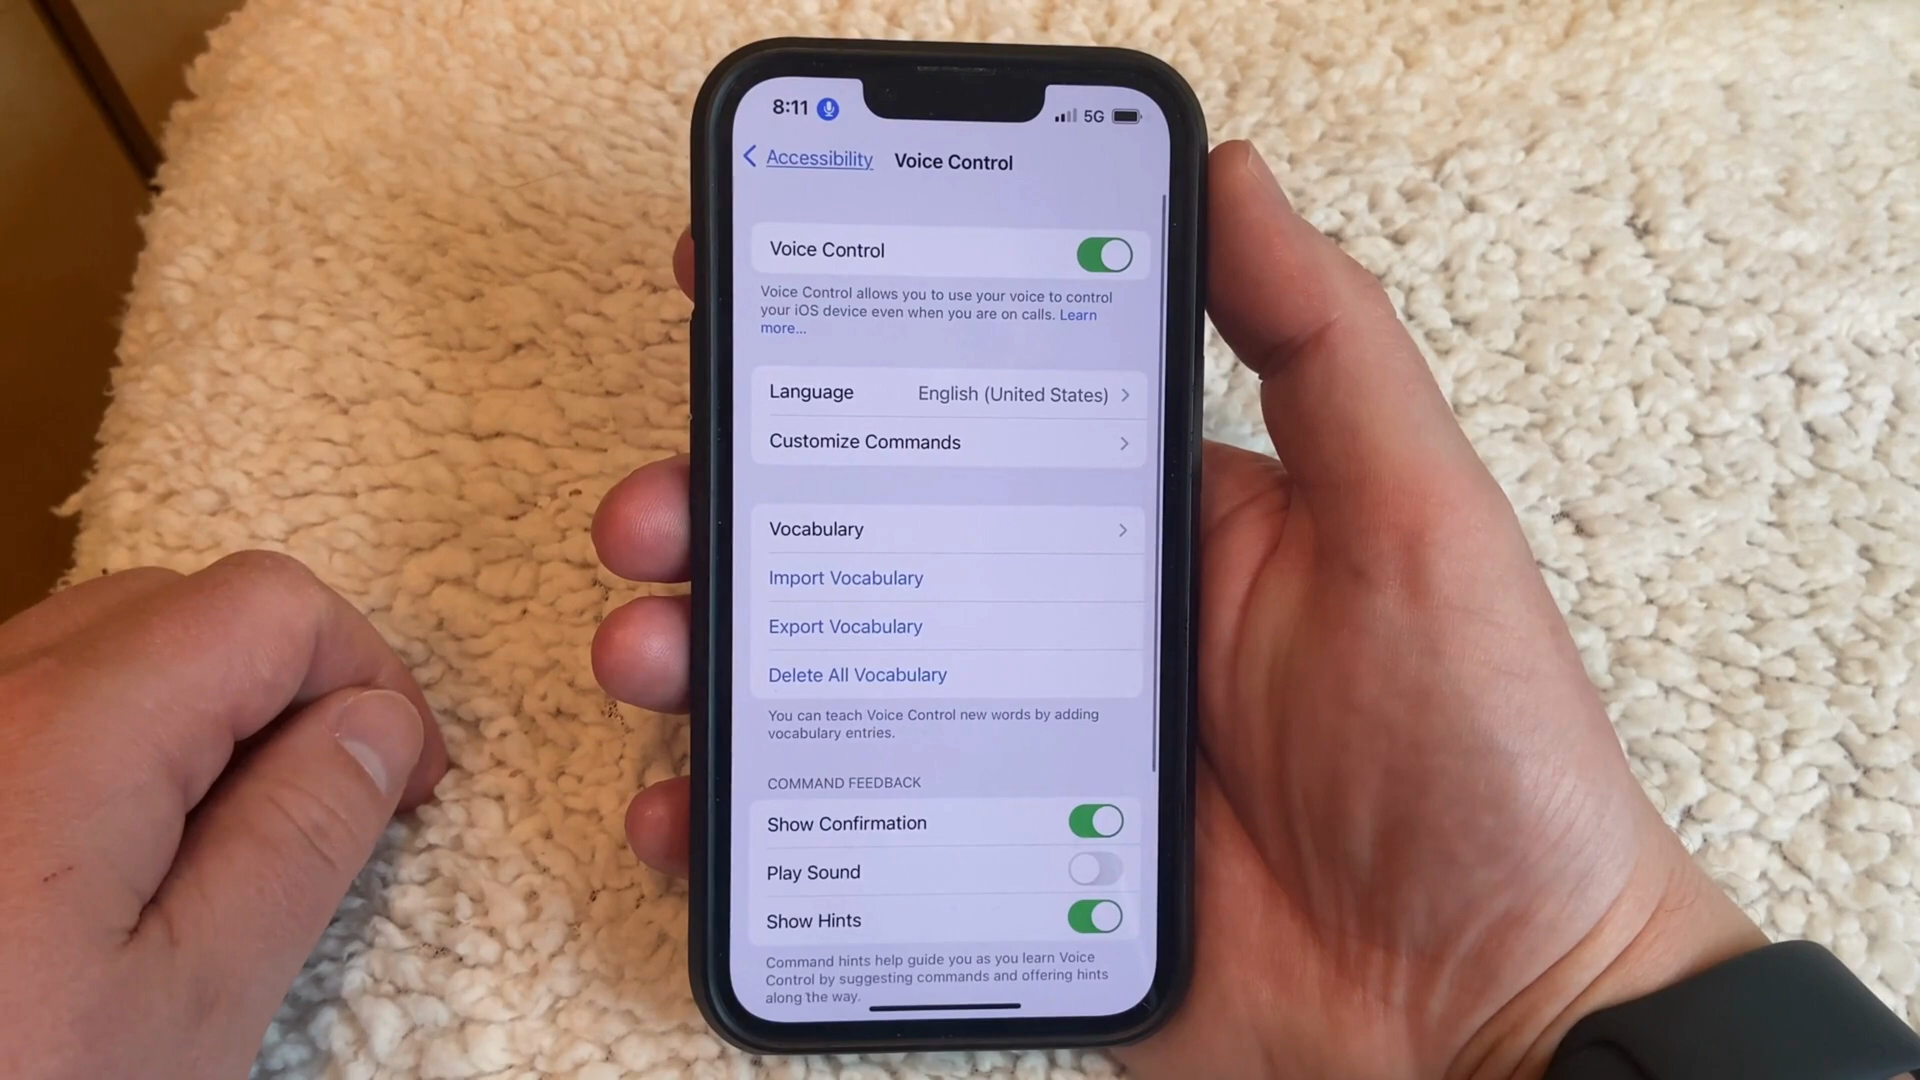 8:11
5G
Accessibility
Voice Control
Voice Control
Voice Control allows you to use your voice to control
your iOS device even when you are on calls. Learn
more...
Language
English (United States)
Customize Commands
Vocabulary
Import Vocabulary
Export Vocabulary
Delete All Vocabulary
You can teach Voice Control new words by adding
vocabulary entries.
COMMAND FEEDBACK
Show Confirmation
Play Sound
Show Hints
Command hints help guide you as you learn Voice
Control by suggesting commands and offering hints
along the way.